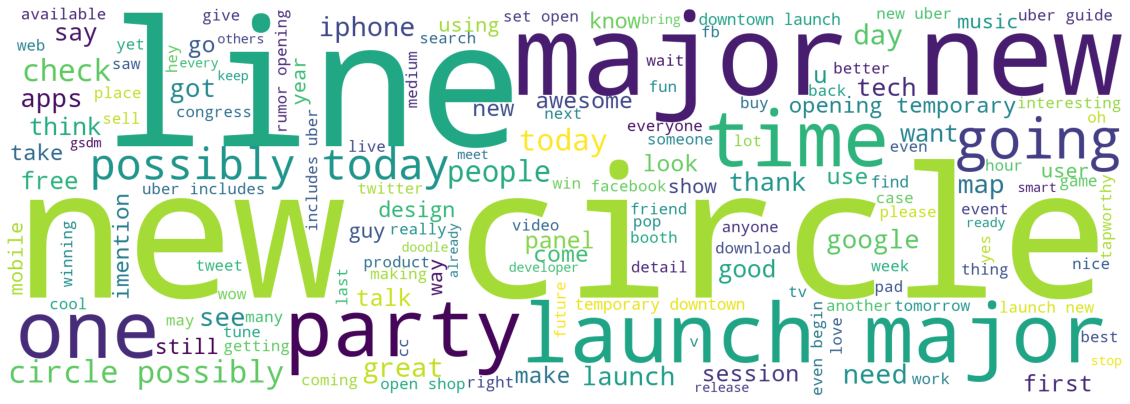 available
give
line
iphone
using
set open
know
bring
downtown launch
new uber
music
uber guide
say
yet
go
others
rumor opening
search
major new
fb
day
web
saw
hey
every
year
medium
wait
u
better
check
got
keep
new
awesome
fun
back
tech
apps
place
congress
next
buy
opening
temporary
interesting
think
sell
today
everyone
someone
time
want
oh
gsdm
live
look
lot
even
going
take
possibly today
meet
people
hour
user
free
uber includes
includes uber
twitter
win
facebook
show
thank
use
find
map
smart
game
new circle
design
friend
case
please
event
ready
tapworthy
mobile
winning
imention
guy
really
video
pop
panel
booth
anyone
google
yes
tweet
doodle
already
product
come
download
week
thing
nice
wow
last
making
way
developer
detail
good
pad
cool
talk
future
temporary downtown
tv
another
tomorrow
launch new
one
may
see
many
party
launch major
tune
cc
v
best
still
getting
love
circle possibly
great
even begin
stop
coming
open shop
right
make
launch
session
release
need
work
first